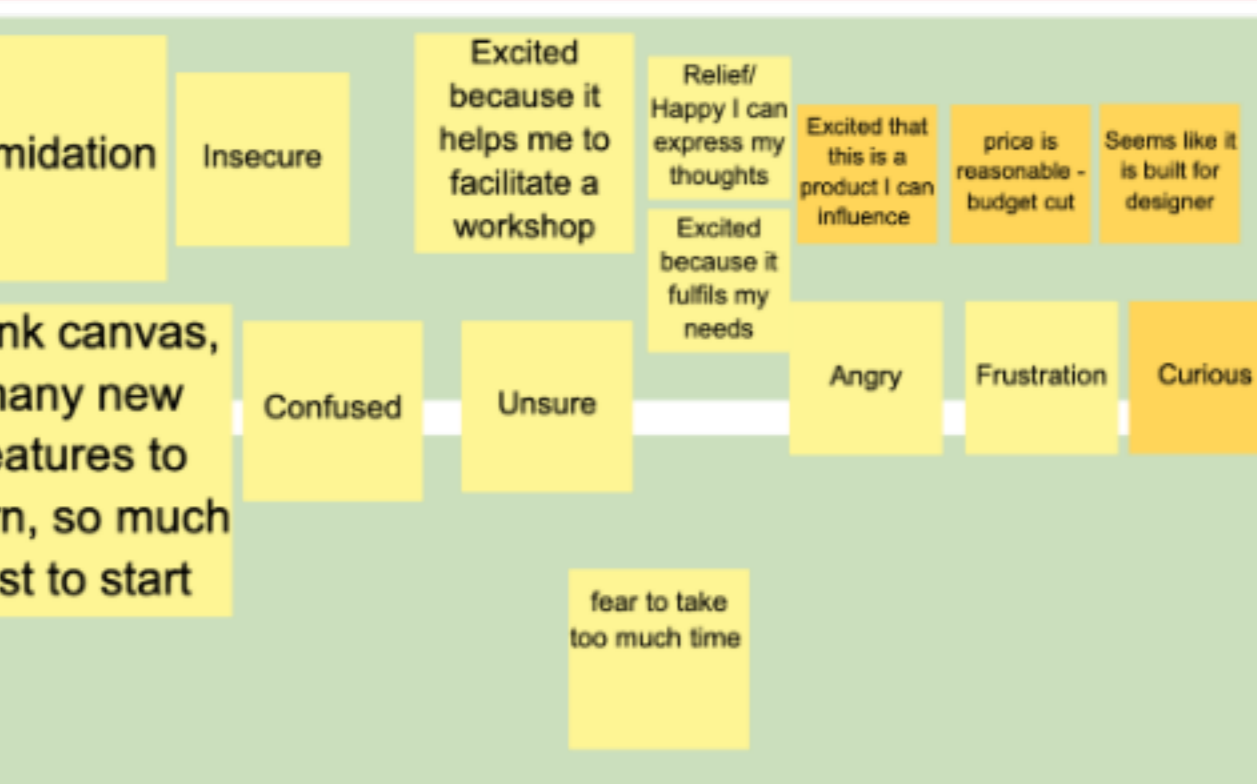 midation
Insecure
Excited
because it
helps me to
facilitate a
workshop
Relief/
Happy I can
express my
thoughts
Excited
because it
fulfils my
needs
Excited that
this is a
product I can
influence
price is
reasonable -
budget cut
Seems like it
is built for
designer
nk canvas,
many new
eatures to
rn, so much
st to start
Confused
Unsure
Angry
Frustration
Curious
fear to take
too much time